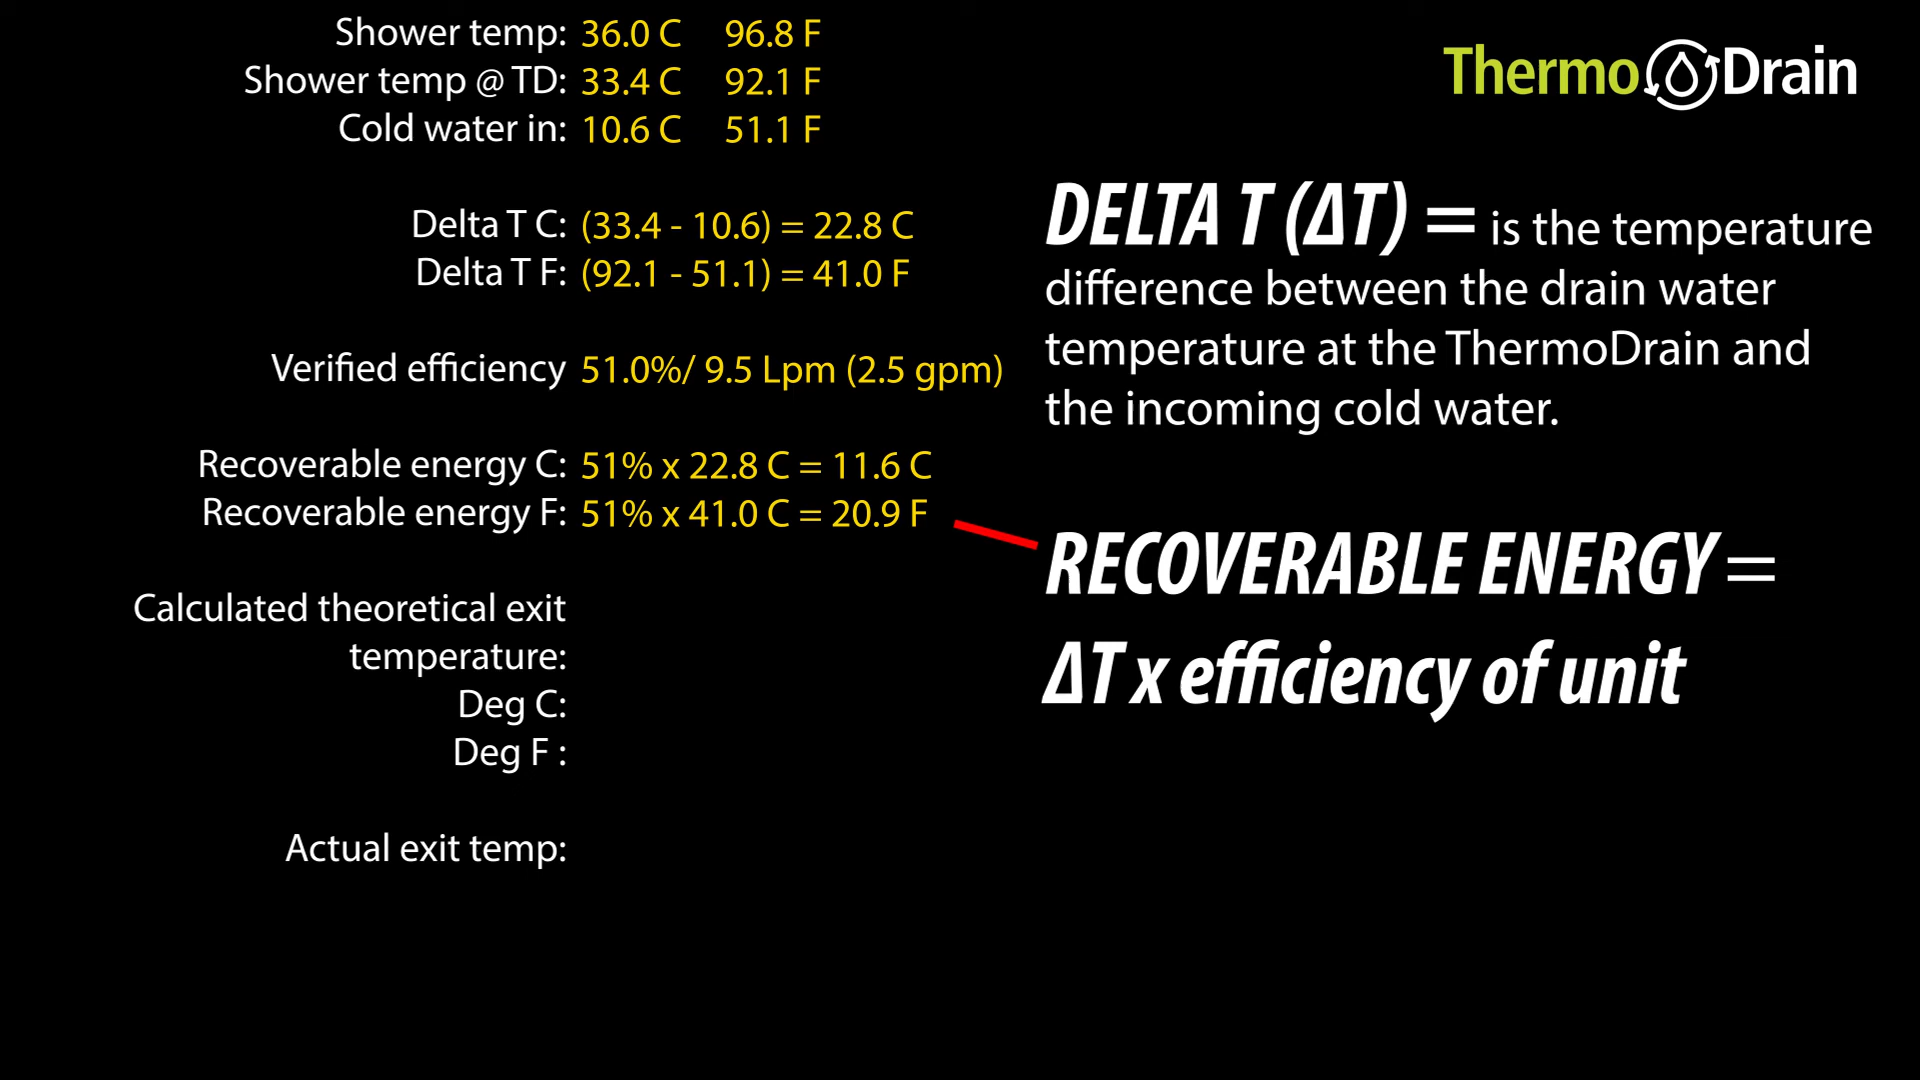 Shower temp: 36.0 C 96.8 F
Shower temp @ TD: 33.4 C 92.1 F
Cold water in: 10.6 C 51.1 F
Delta T C: (33.4 - 10.6) = 22.8 C
Delta T F: (92.1 - 51.1) = 41.0 F
Verified efficiency 51.0%/ 9.5 Lpm (2.5 gpm)
Recoverable energy C: 51% x 22.8 C = 11.6 C
Recoverable energy F: 51% x 41.0 C = 20.9 F
Calculated theoretical exit
temperature:
Deg C:
Deg F :
Actual exit temp:
Thermo Drain
DELTA T (ΔT) = is the temperature
difference between the drain water
temperature at the ThermoDrain and
the incoming cold water.
RECOVERABLE ENERGY =
ΔT x efficiency of unit